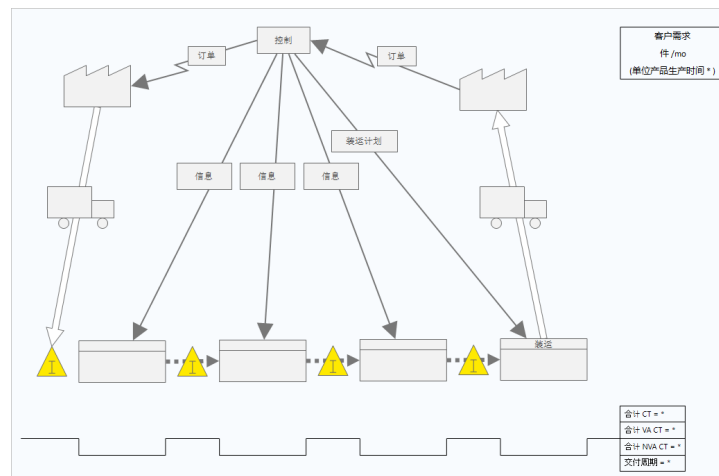 控制
订单
订单
客户需求
件 /mo
(单位产品生产时间 * )
装运计划
信息
信息
信息
I
I
I
I
装运
合计 CT = *
合计 VA CT = *
合计 NVA CT = *
交付周期 = *